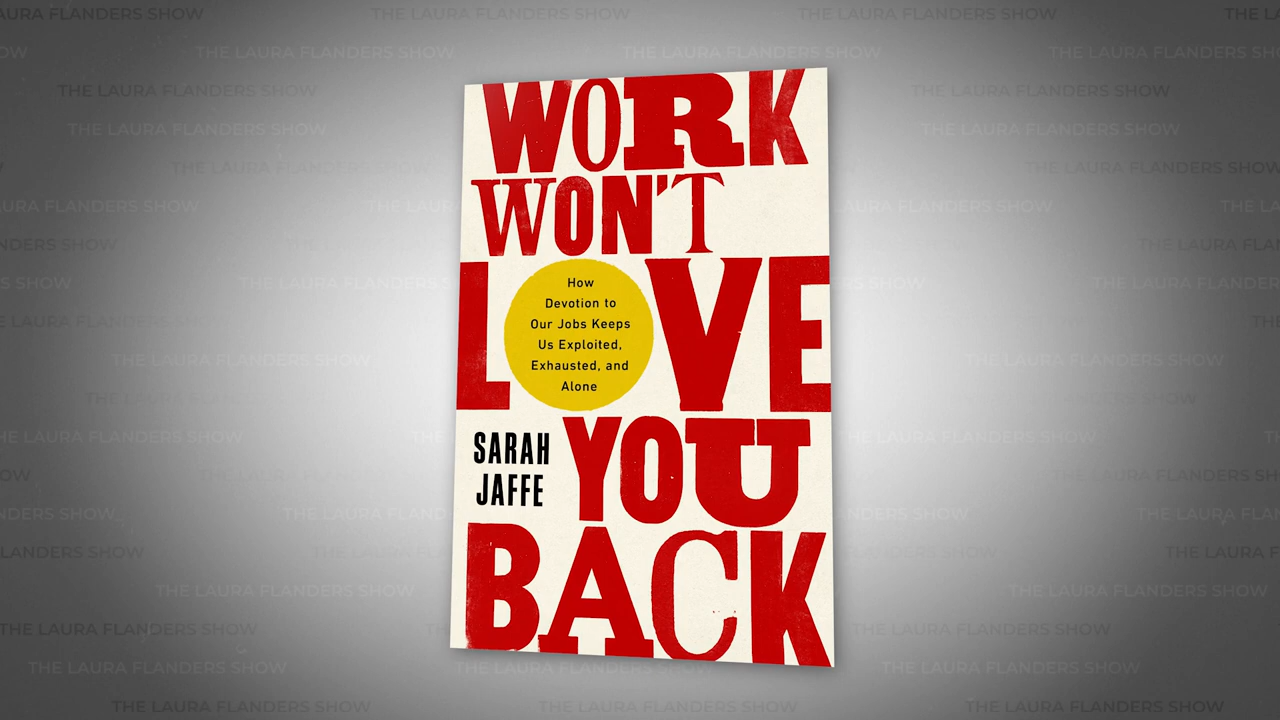 WORK
WON'T
LOVE
How
Devotion to
Our Jobs Keeps
Us Exploited,
Exhausted, and
Alone
SARAH
JAFFE
YOU
BACK
THE LAURA FLANDERS SHOW